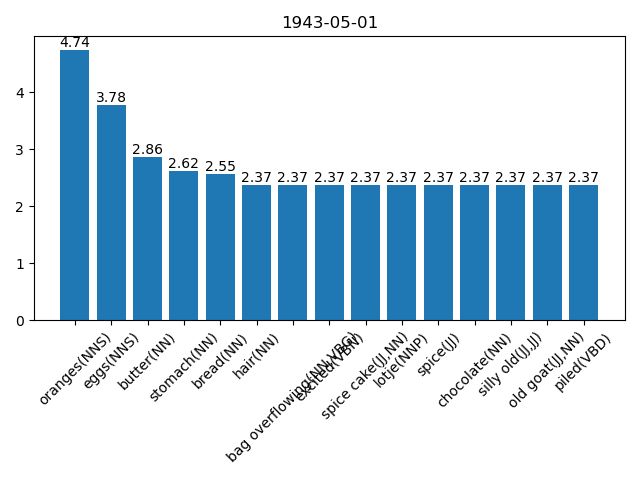 1943-05-01
4.74
3.78
2.86
2.62
2.55
2.37
2.37
2.37
2.37
2.37
2.37
2.37
2.37
2.37
2.37
4
3
2
1
0
oranges(NNS)
eggs(NNS)
butter(NN)
stomach(NN)
bread(NN)
hair(NN)
bag overflowing(NN,VBG)
excited(VBN)
spice cake(JJ,NN)
lotje(NNP)
spice(JJ)
chocolate(NN)
silly old(JJ,JJ)
old goat(JJ,NN)
piled(VBD)